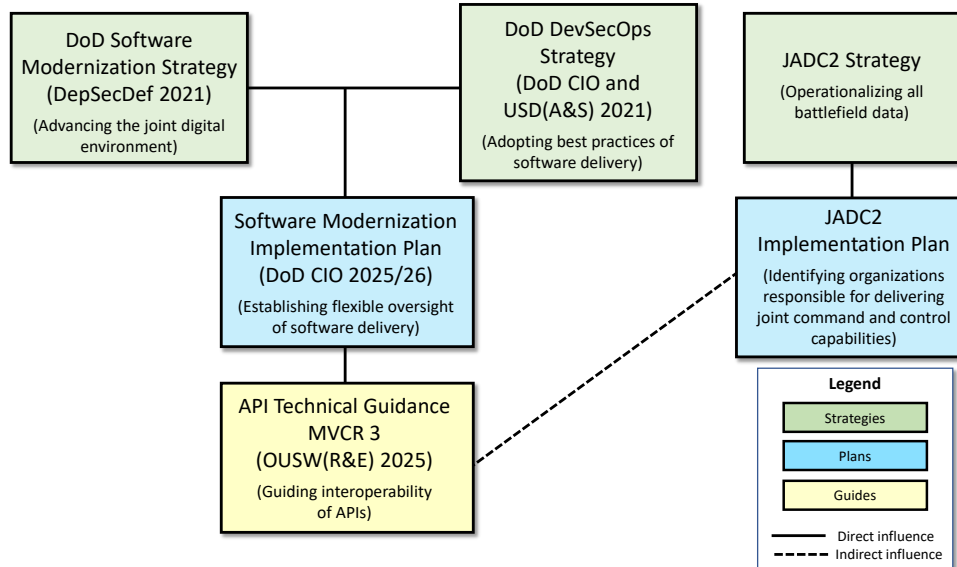 DoD Software
Modernization Strategy
(DepSecDef 2021)
(Advancing the joint digital
environment)
DoD DevSecOps
Strategy
(DoD CIO and
USD(A&S) 2021)
(Adopting best practices of
software delivery)
JADC2 Strategy
(Operationalizing all
battlefield data)
Software Modernization
Implementation Plan
(DoD CIO 2025/26)
(Establishing flexible oversight
of software delivery)
JADC2
Implementation Plan
(Identifying organizations
responsible for delivering
joint command and control
capabilities)
API Technical Guidance
MVCR 3
(OUSW(R&E) 2025)
(Guiding interoperability
of APIs)
Legend
Strategies
Plans
Guides
Direct influence
Indirect influence